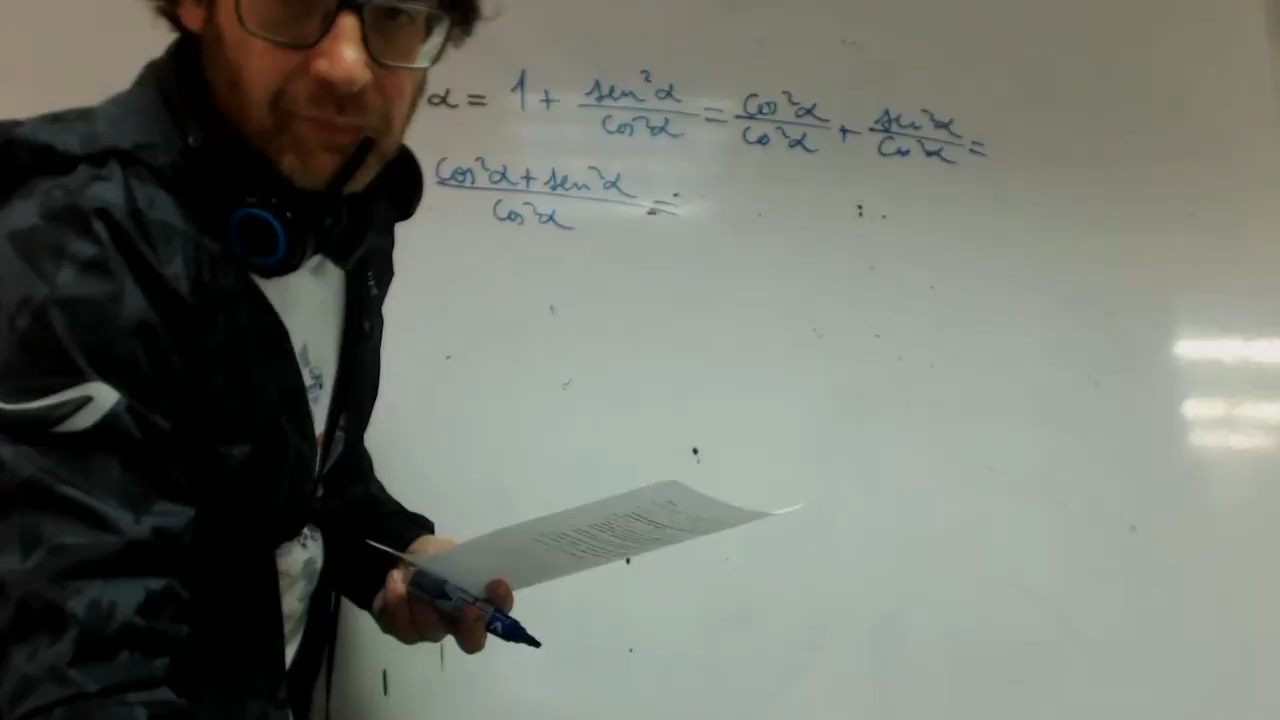 α = 1 + sen²α / cos²α = cos²α / cos²α + sen²α / cos²α =
cos²α + sen²α / cos²α =